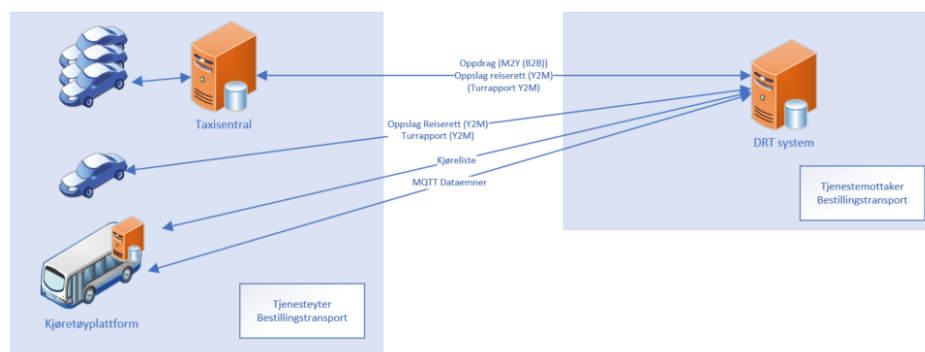 Taxisentral
Oppdrag (M2Y (B2B))
Oppslag reiserett (Y2M)
(Turrapport Y2M)
DRT system
Oppslag Reiserett (Y2M)
Turrapport (Y2M)
Kjøreliste
MQTT Dataemner
Tjenestemottaker
Bestillingstransport
Kjøretøyplattform
Tjenesteyter
Bestillingstransport